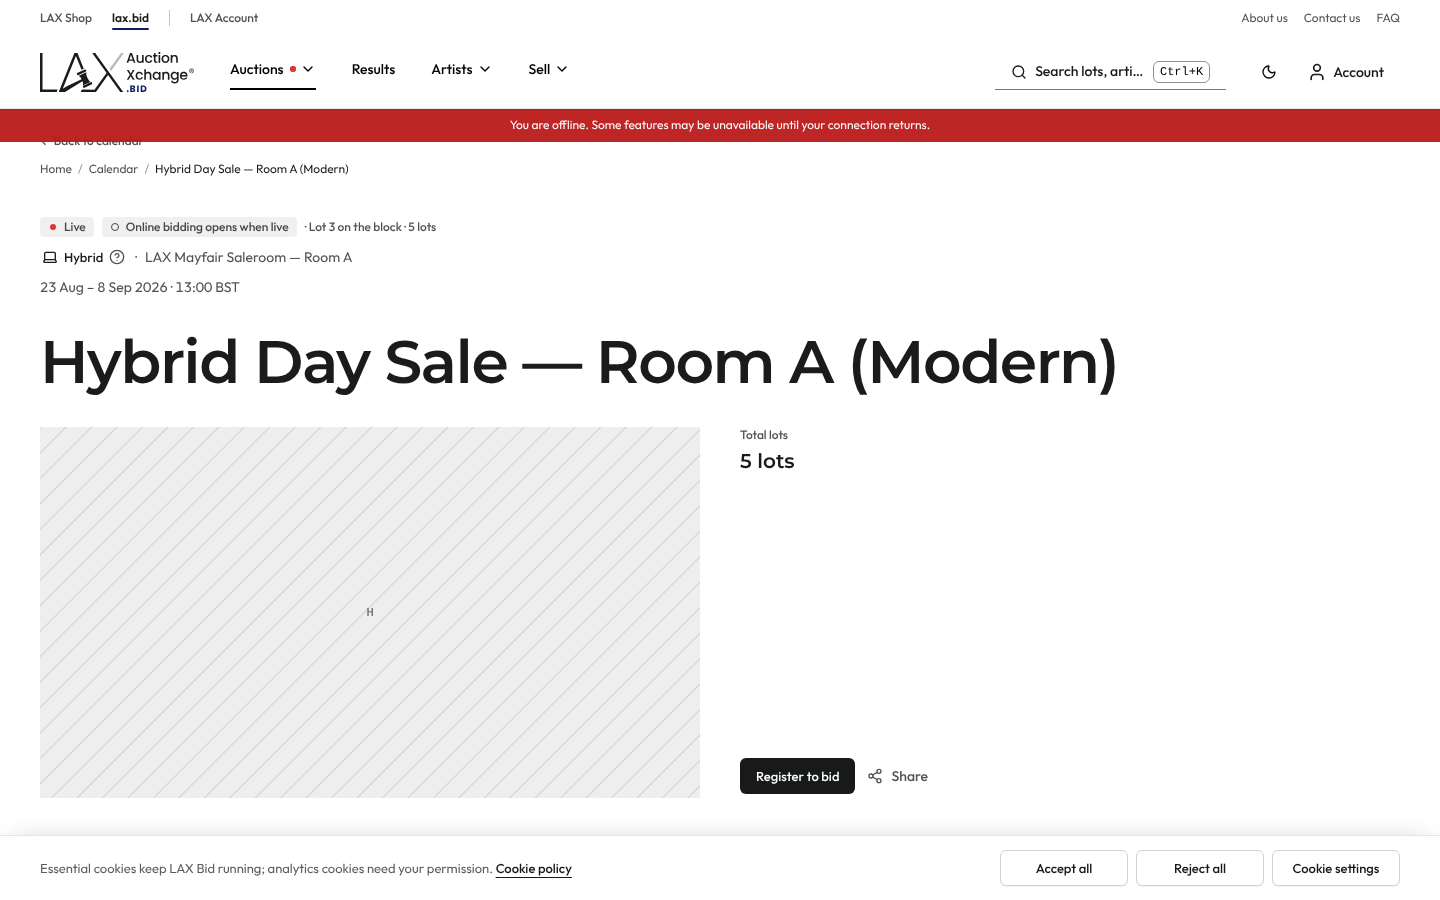 LAX Shop lax.bid LAX Account About us Contact us FAQ
LAX Auction Xchange® .BID
Auctions Results Artists Sell Search lots, arti... Ctrl+K Account
You are offline. Some features may be unavailable until your connection returns.
Back to calendar
Home / Calendar / Hybrid Day Sale — Room A (Modern)
Live Online bidding opens when live · Lot 3 on the block · 5 lots
Hybrid · LAX Mayfair Saleroom — Room A
23 Aug – 8 Sep 2026 · 13:00 BST
Hybrid Day Sale — Room A (Modern)
Total lots
5 lots
H
Register to bid Share
Essential cookies keep LAX Bid running; analytics cookies need your permission. Cookie policy Accept all Reject all Cookie settings